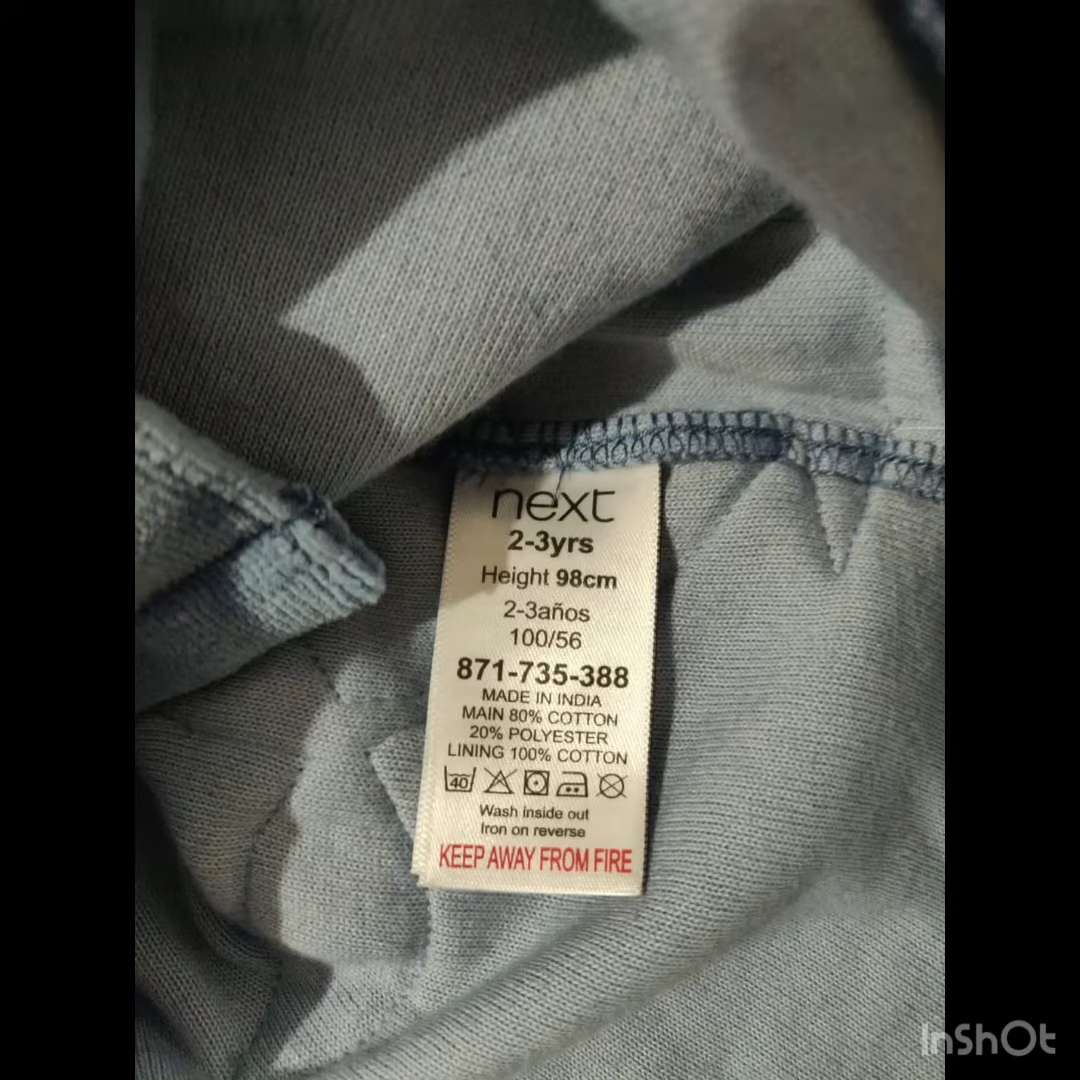 next
2-3yrs
Height 98cm
2-3años
100/56
871-735-388
MADE IN INDIA
MAIN 80% COTTON
20% POLYESTER
LINING 100% COTTON
40
Wash inside out
Iron on reverse
KEEP AWAY FROM FIRE
InShOt